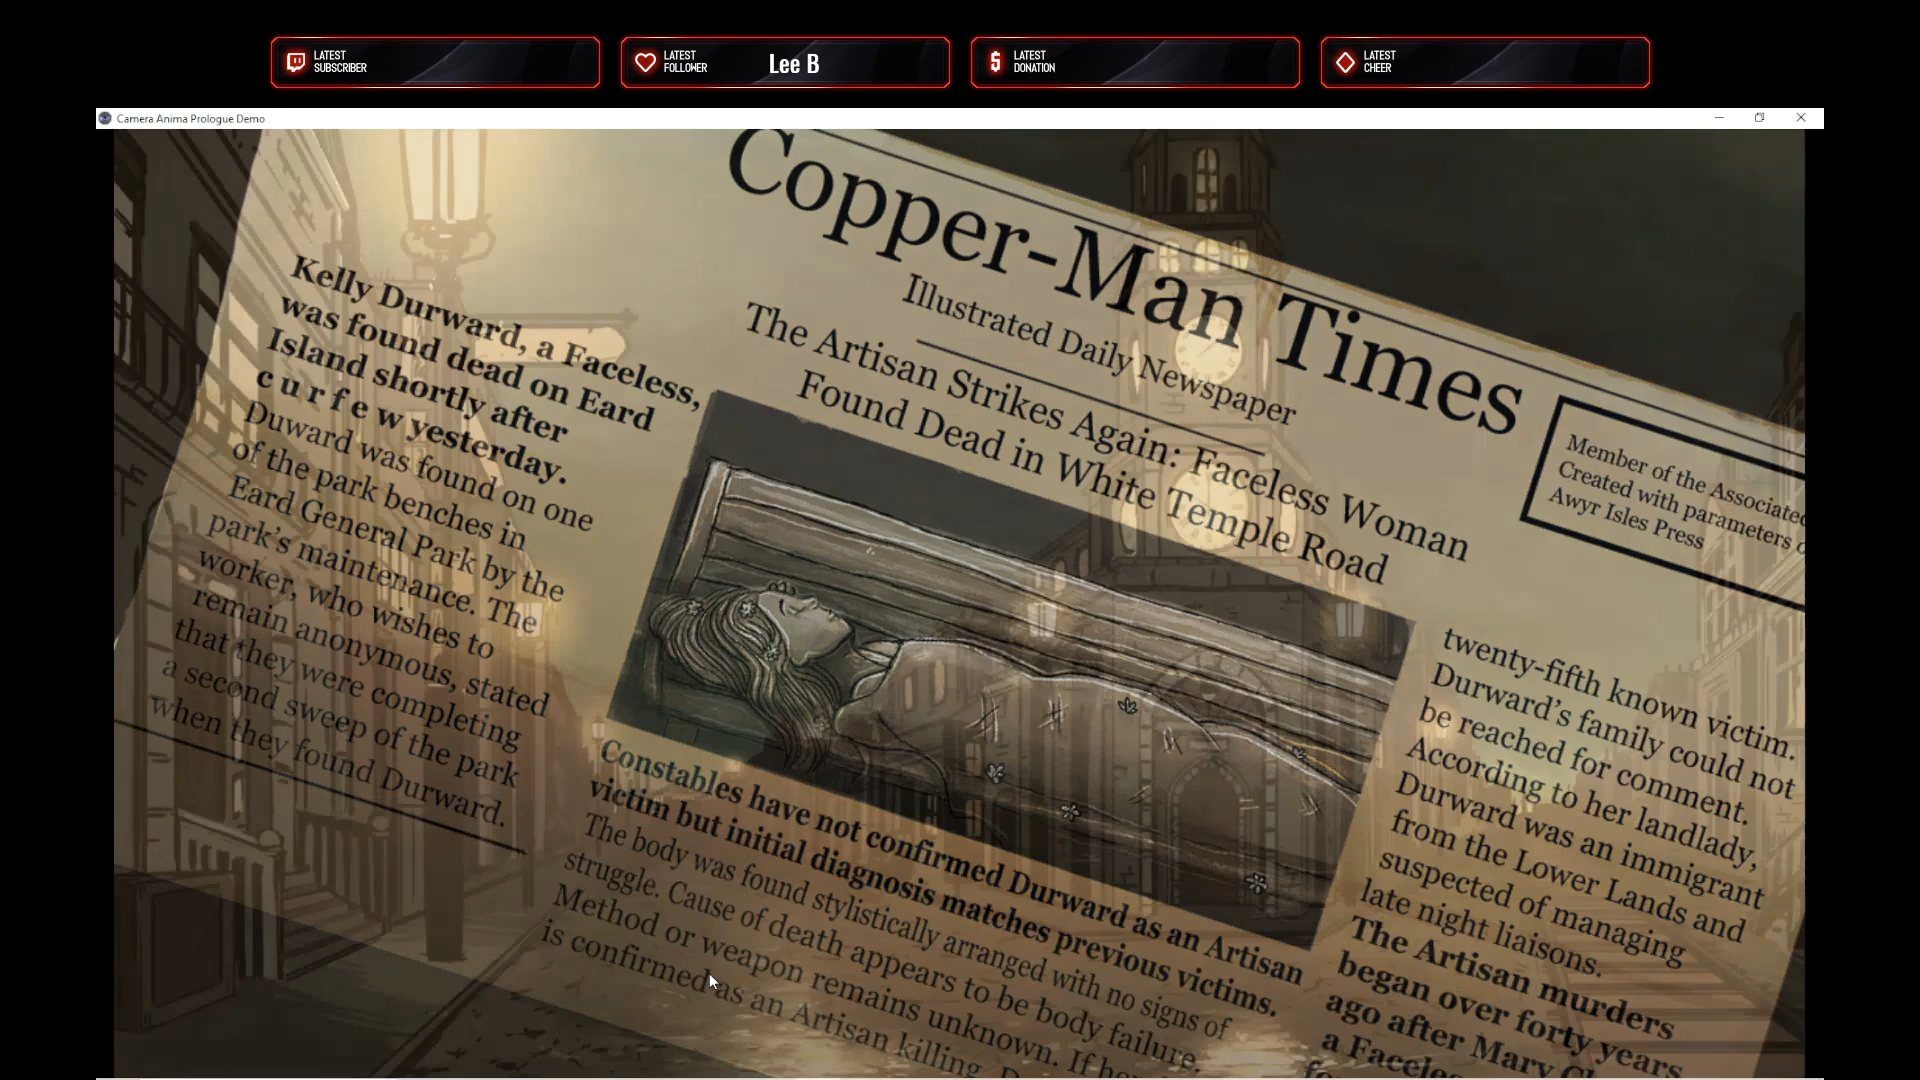 LATEST
SUBSCRIBER
LATEST
FOLLOWER
Lee B
LATEST
DONATION
LATEST
CHEER
Camera Anima Prologue Demo
Copper-Man Times
Illustrated Daily Newspaper
The Artisan Strikes Again: Faceless Woman
Found Dead in White Temple Road
Member of the Associated
Created with parameters
Awyr Isles Press
Kelly Durward, a Faceless,
was found dead on Eard
Island shortly after
curfew yesterday.
Duward was found on one
of the park benches in
Eard General Park by the
park's maintenance. The
worker, who wishes to
remain anonymous, stated
that they were completing
a second sweep of the park
when they found Durward.
Constables have not confirmed Durward as an Artisan
victim but initial diagnosis matches previous victims.
The body was found stylistically arranged with no signs of
struggle. Cause of death appears to be body failure.
Method or weapon remains unknown. If
is confirmed as an Artisan killing,
twenty-fifth known victim.
Durward's family could not
be reached for comment.
According to her landlady,
Durward was an immigrant
from the Lower Lands and
suspected of managing
late night liaisons.
The Artisan murders
began over forty years
ago after Mary
a Faceless